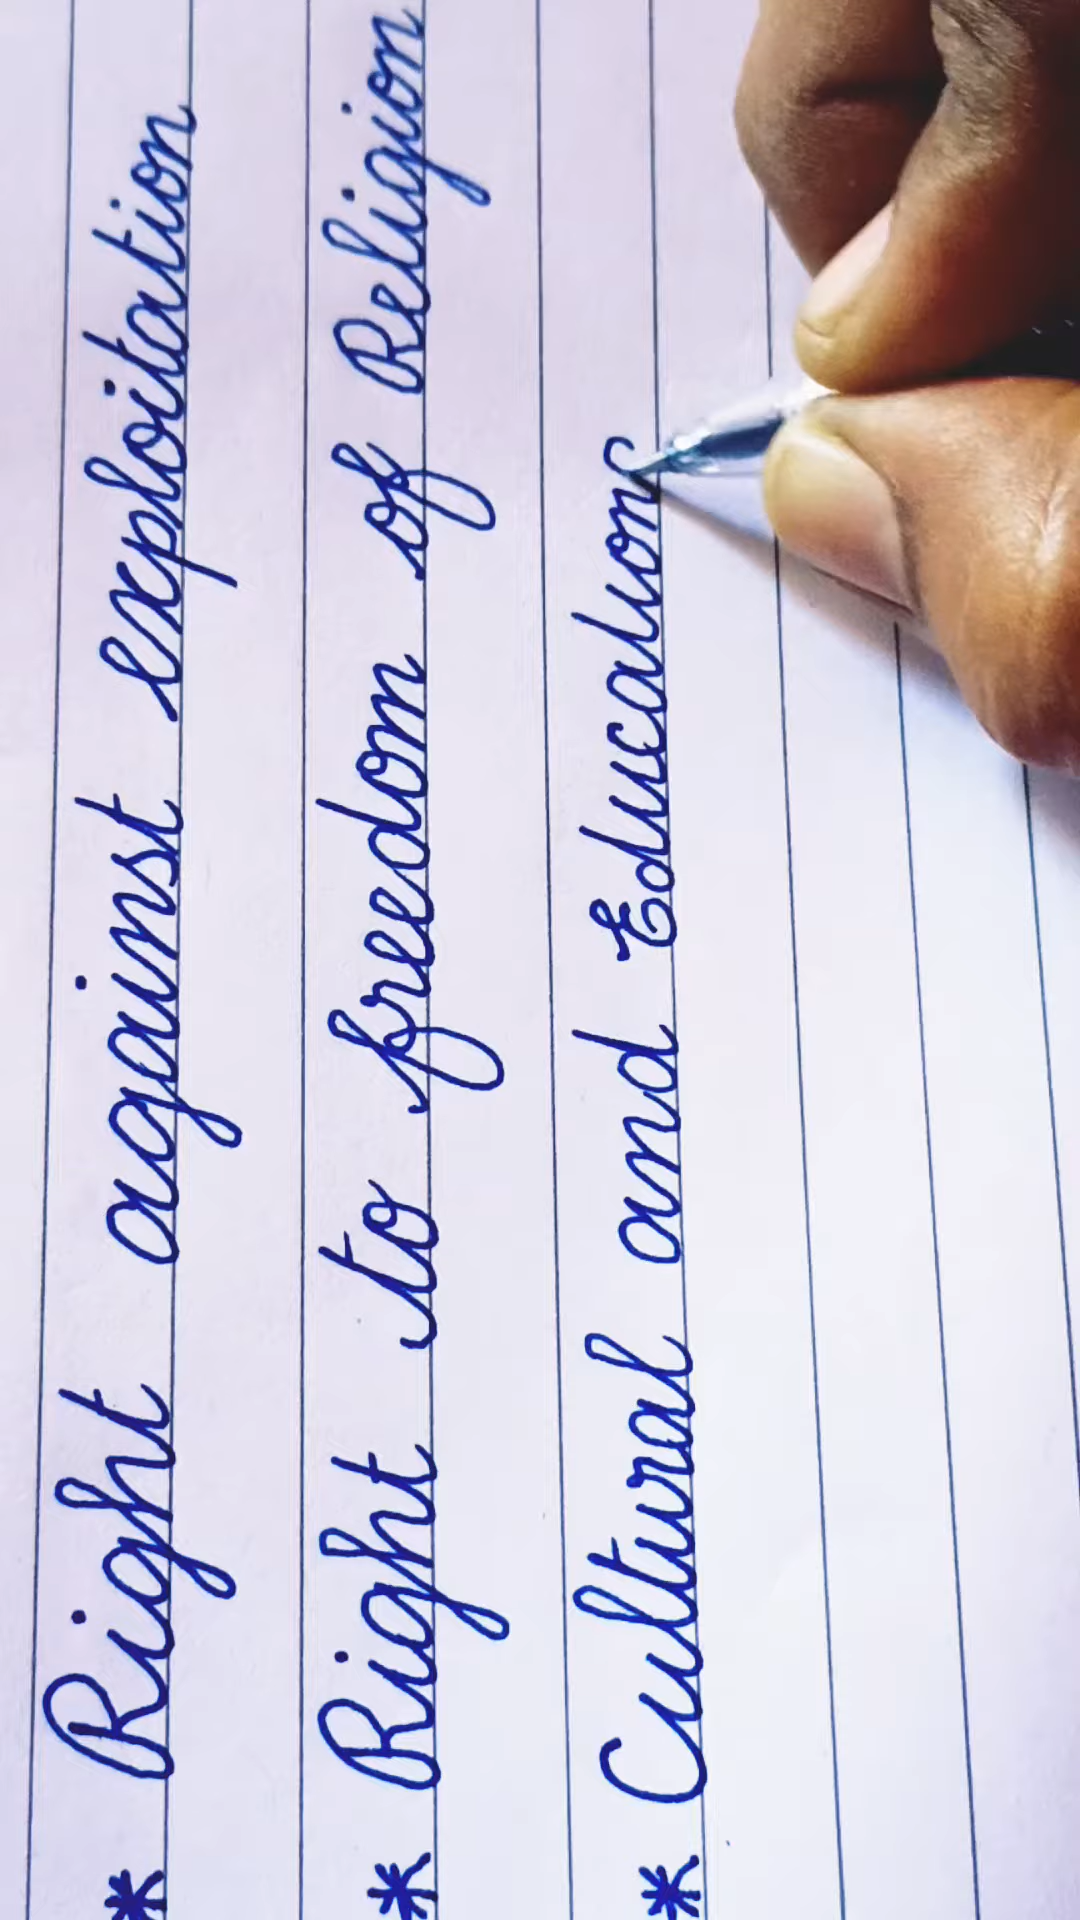 * Right against exploitation
* Right to freedom of Religion
* Cultural and Education